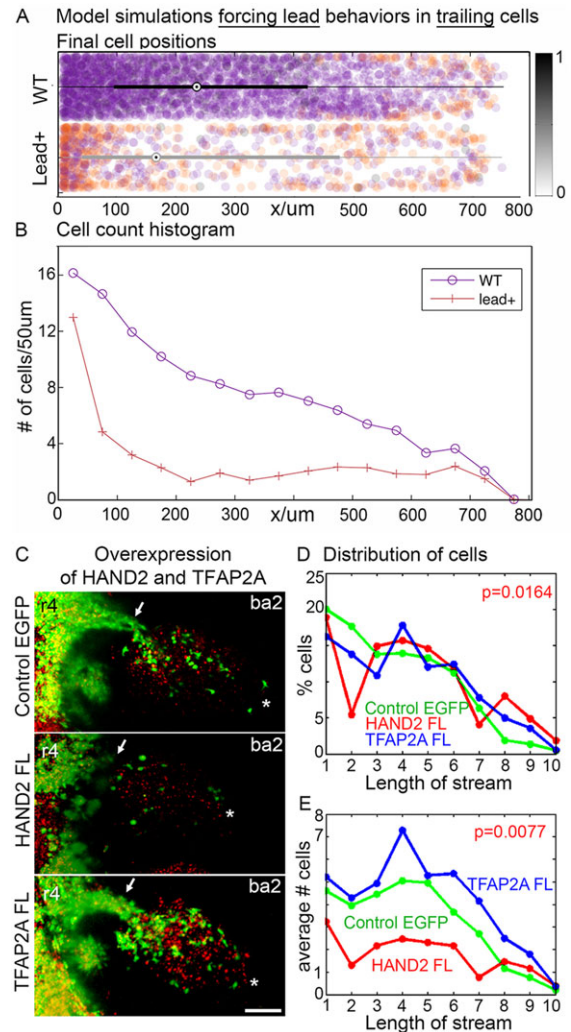 A Model simulations forcing lead behaviors in trailing cells
Final cell positions
WT
Lead+
1
0
0 100 200 300 400 500 600 700 800
x/um
B Cell count histogram
# of cells/50um
16
12
8
4
0
WT
lead+
0 100 200 300 400 500 600 700 800
x/um
C Overexpression
of HAND2 and TFAP2A
Control EGFP
r4
ba2
*
HAND2 FL
r4
ba2
*
TFAP2A FL
r4
ba2
*
D Distribution of cells
% cells
25
20
15
10
5
0
p=0.0164
Control EGFP
HAND2 FL
TFAP2A FL
1 2 3 4 5 6 7 8 9 10
Length of stream
E
average # cells
8
7
4
1
0
p=0.0077
TFAP2A FL
Control EGFP
HAND2 FL
1 2 3 4 5 6 7 8 9 10
Length of stream